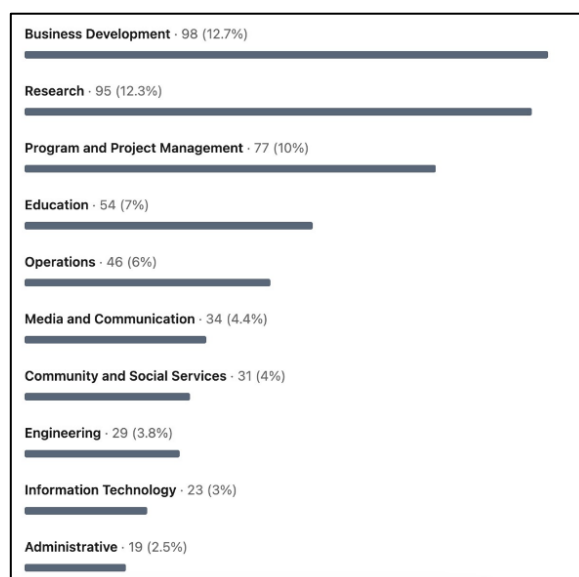 Business Development · 98 (12.7%)
Research · 95 (12.3%)
Program and Project Management · 77 (10%)
Education · 54 (7%)
Operations · 46 (6%)
Media and Communication · 34 (4.4%)
Community and Social Services · 31 (4%)
Engineering · 29 (3.8%)
Information Technology · 23 (3%)
Administrative · 19 (2.5%)